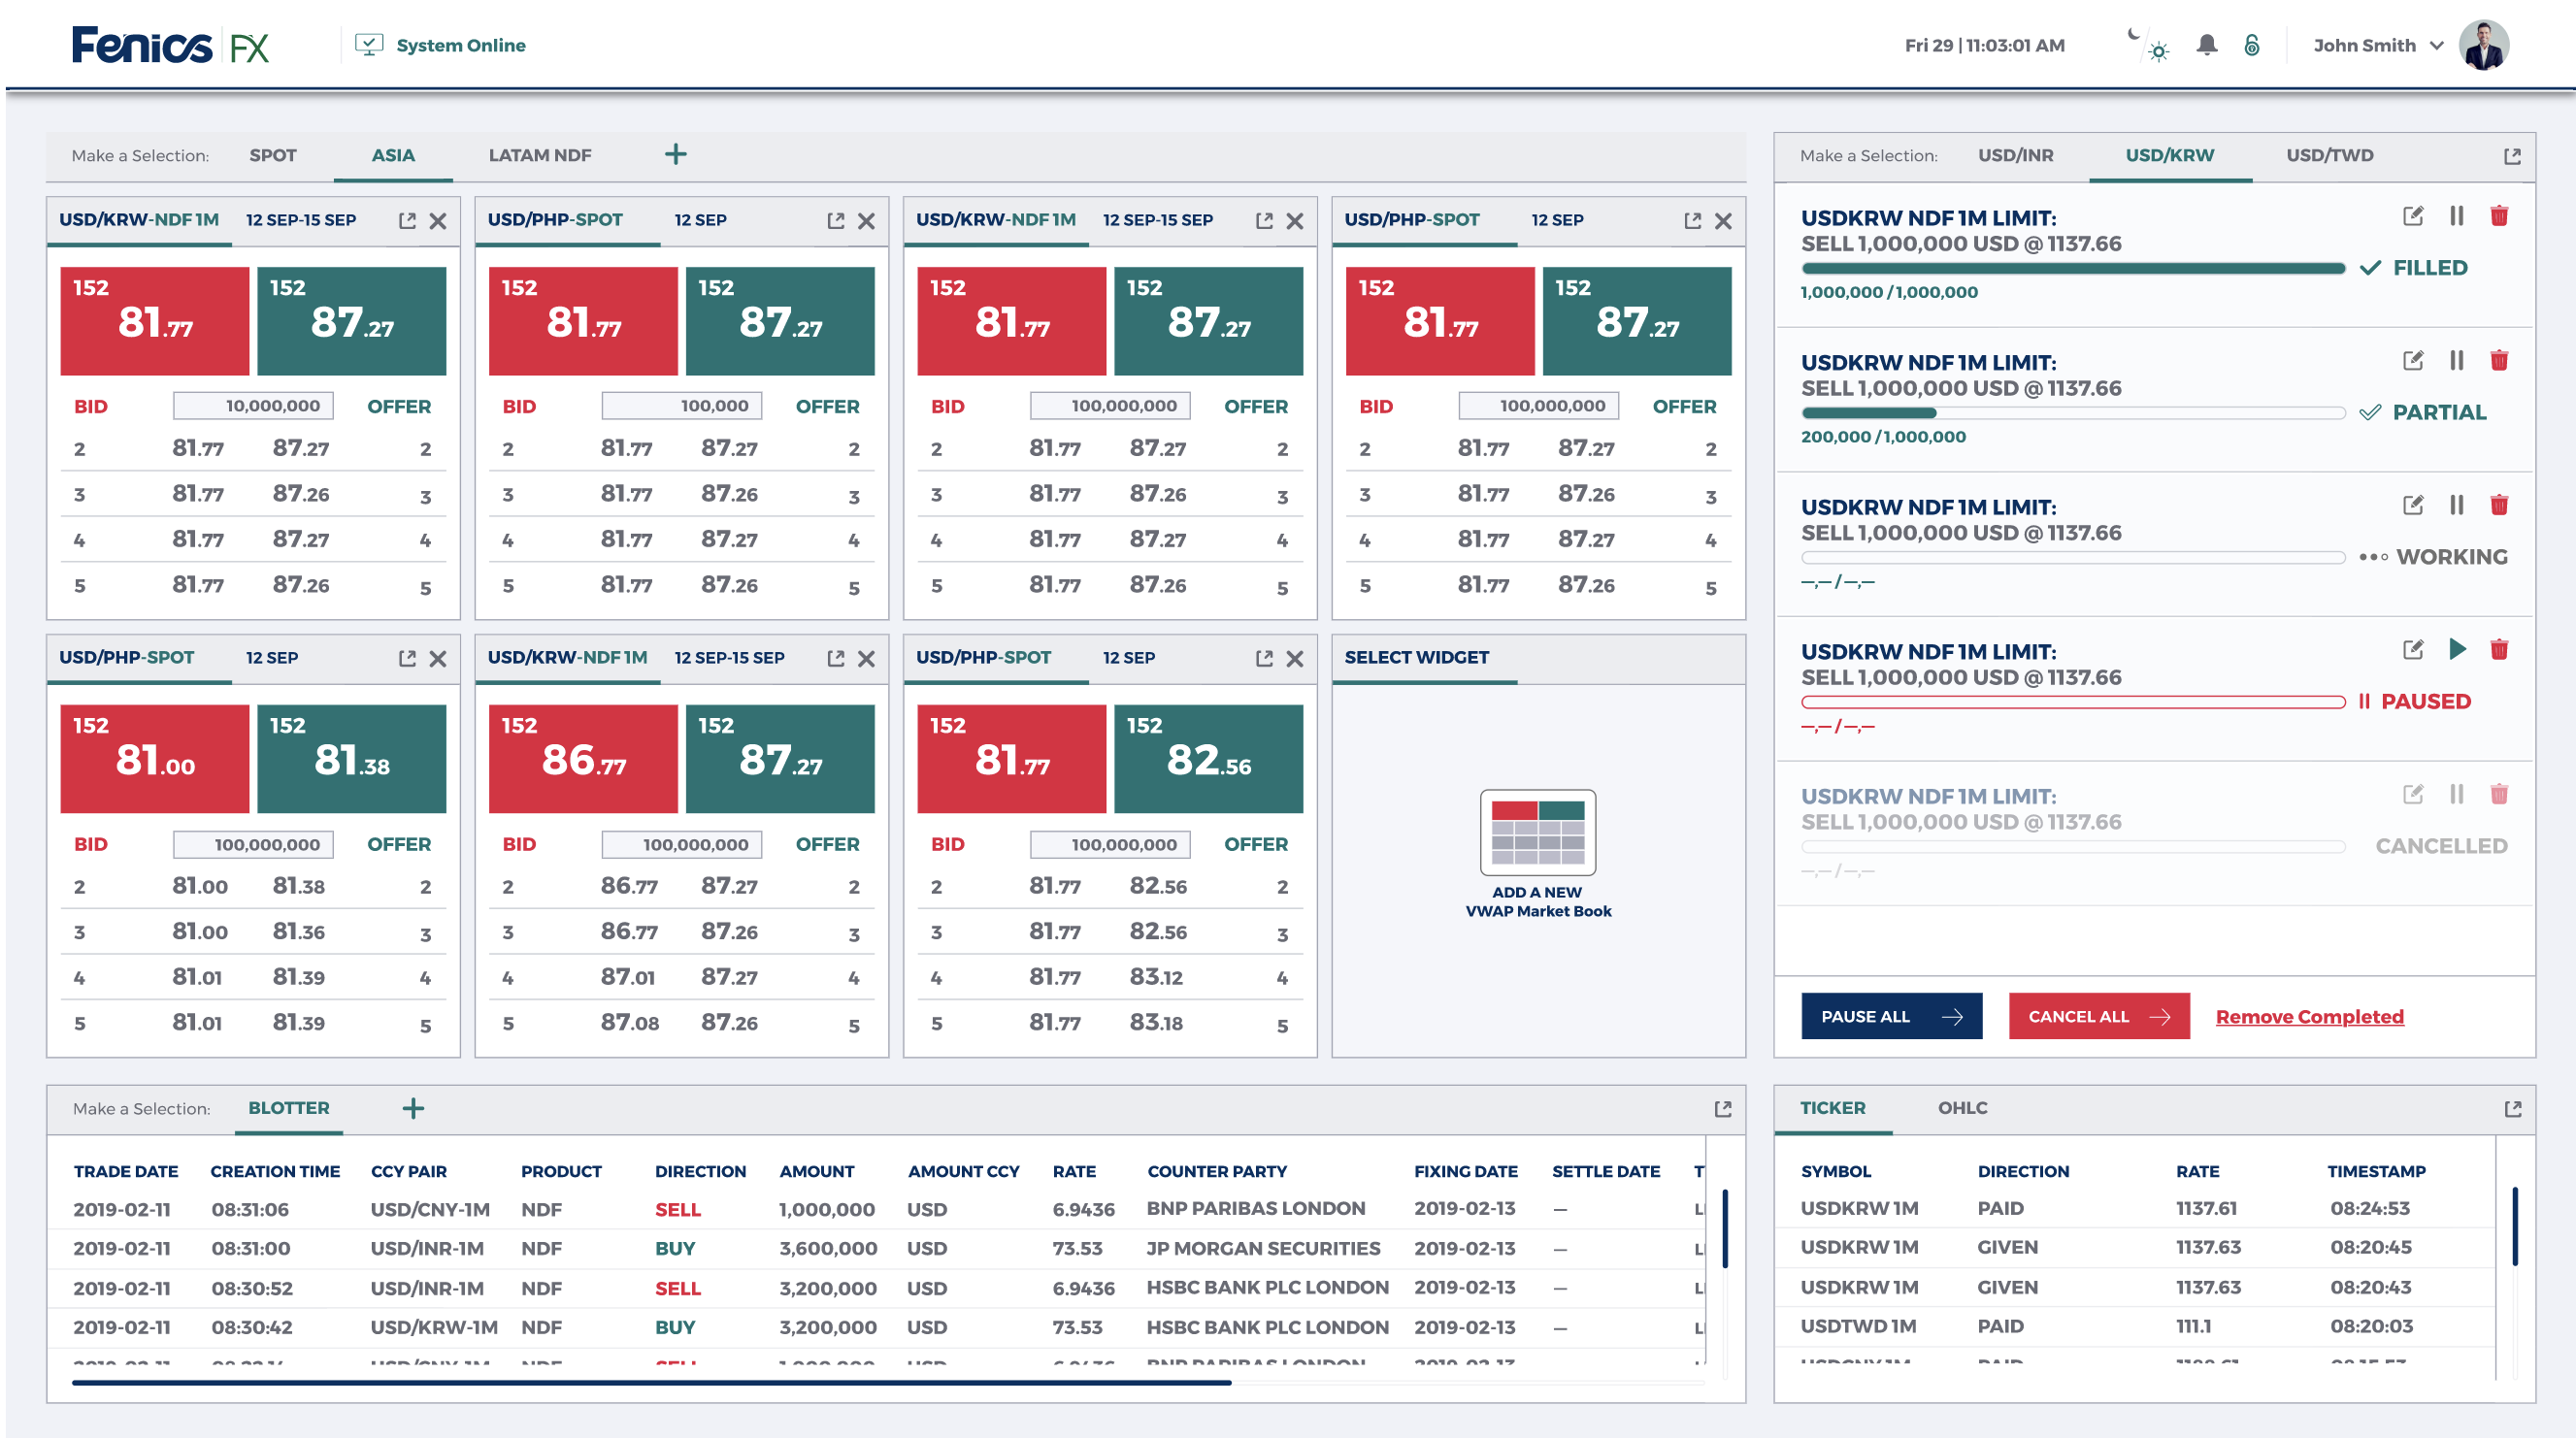 Fenics FX
System Online
Fri 29 | 11:03:01 AM
John Smith
Make a Selection: SPOT ASIA LATAM NDF +
USD/KRW-NDF 1M 12 SEP-15 SEP
152 81.77 152 87.27
BID 10,000,000 OFFER
2 81.77 87.27 2
3 81.77 87.26 3
4 81.77 87.27 4
5 81.77 87.26 5
USD/PHP-SPOT 12 SEP
152 81.77 152 87.27
BID 100,000 OFFER
2 81.77 87.27 2
3 81.77 87.26 3
4 81.77 87.27 4
5 81.77 87.26 5
USD/KRW-NDF 1M 12 SEP-15 SEP
152 81.77 152 87.27
BID 100,000,000 OFFER
2 81.77 87.27 2
3 81.77 87.26 3
4 81.77 87.27 4
5 81.77 87.26 5
USD/PHP-SPOT 12 SEP
152 81.77 152 87.27
BID 100,000,000 OFFER
2 81.77 87.27 2
3 81.77 87.26 3
4 81.77 87.27 4
5 81.77 87.26 5
USD/PHP-SPOT 12 SEP
152 81.00 152 81.38
BID 100,000,000 OFFER
2 81.00 81.38 2
3 81.00 81.36 3
4 81.01 81.39 4
5 81.01 81.39 5
USD/KRW-NDF 1M 12 SEP-15 SEP
152 86.77 152 87.27
BID 100,000,000 OFFER
2 86.77 87.27 2
3 86.77 87.26 3
4 87.01 87.27 4
5 87.08 87.26 5
USD/PHP-SPOT 12 SEP
152 81.77 152 82.56
BID 100,000,000 OFFER
2 81.77 82.56 2
3 81.77 82.56 3
4 81.77 83.12 4
5 81.77 83.18 5
SELECT WIDGET
ADD A NEW
VWAP Market Book
Make a Selection: USD/INR USD/KRW USD/TWD
USDKRW NDF 1M LIMIT:
SELL 1,000,000 USD @ 1137.66
FILLED
1,000,000 / 1,000,000
USDKRW NDF 1M LIMIT:
SELL 1,000,000 USD @ 1137.66
PARTIAL
200,000 / 1,000,000
USDKRW NDF 1M LIMIT:
SELL 1,000,000 USD @ 1137.66
WORKING
—,— / —,—
USDKRW NDF 1M LIMIT:
SELL 1,000,000 USD @ 1137.66
PAUSED
—,— / —,—
USDKRW NDF 1M LIMIT:
SELL 1,000,000 USD @ 1137.66
CANCELLED
—,— / —,—
PAUSE ALL CANCEL ALL Remove Completed
Make a Selection: BLOTTER +
TRADE DATE CREATION TIME CCY PAIR PRODUCT DIRECTION AMOUNT AMOUNT CCY RATE COUNTER PARTY FIXING DATE SETTLE DATE
2019-02-11 08:31:06 USD/CNY-1M NDF SELL 1,000,000 USD 6.9436 BNP PARIBAS LONDON 2019-02-13 —
2019-02-11 08:31:00 USD/INR-1M NDF BUY 3,600,000 USD 73.53 JP MORGAN SECURITIES 2019-02-13 —
2019-02-11 08:30:52 USD/INR-1M NDF SELL 3,200,000 USD 6.9436 HSBC BANK PLC LONDON 2019-02-13 —
2019-02-11 08:30:42 USD/KRW-1M NDF BUY 3,200,000 USD 73.53 HSBC BANK PLC LONDON 2019-02-13 —
TICKER OHLC
SYMBOL DIRECTION RATE TIMESTAMP
USDKRW 1M PAID 1137.61 08:24:53
USDKRW 1M GIVEN 1137.63 08:20:45
USDKRW 1M GIVEN 1137.63 08:20:43
USDTWD 1M PAID 111.1 08:20:03